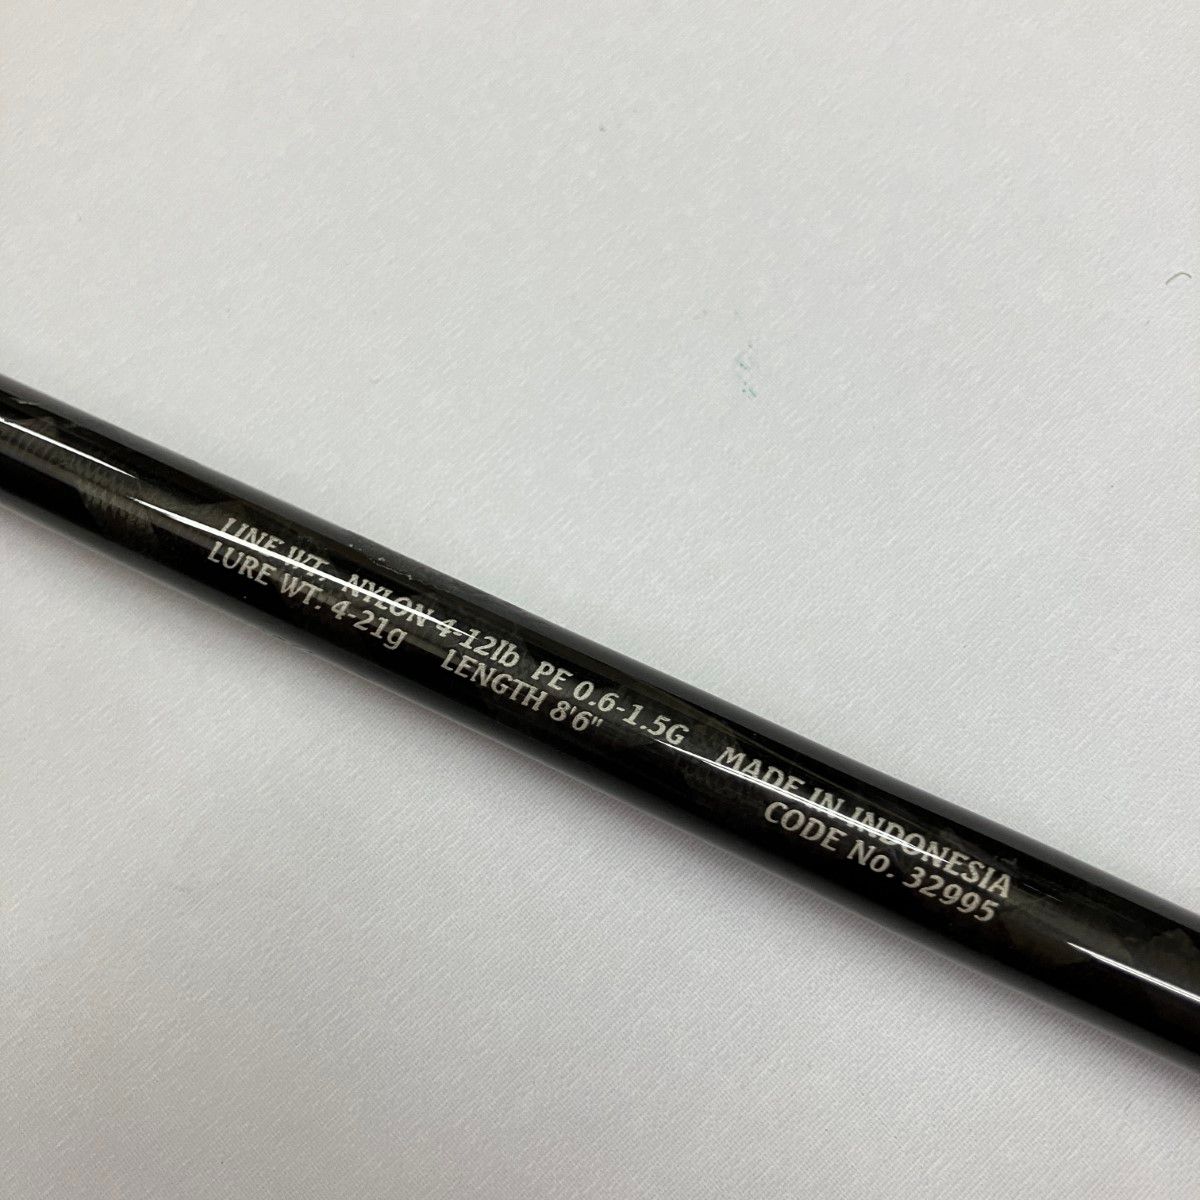 LINE WT. NYLON 4-12lb PE 0.6-1.5G MADE IN INDONESIA
LURE WT. 4-21g LENGTH 8'6" CODE No. 32995